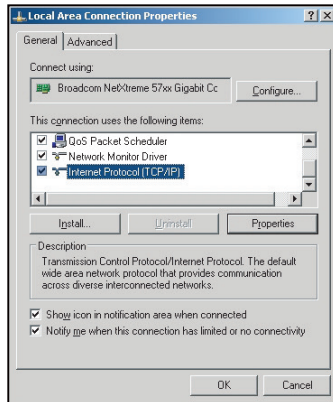 Local Area Connection Properties
General
Advanced
Connect using:
Broadcom NetXtreme 57xx Gigabit Cc
Configure...
This connection uses the following items:
QoS Packet Scheduler
Network Monitor Driver
Internet Protocol (TCP/IP)
Install...
Uninstall
Properties
Description
Transmission Control Protocol/Internet Protocol. The default
wide area network protocol that provides communication
across diverse interconnected networks.
Show icon in notification area when connected
Notify me when this connection has limited or no connectivity
OK
Cancel